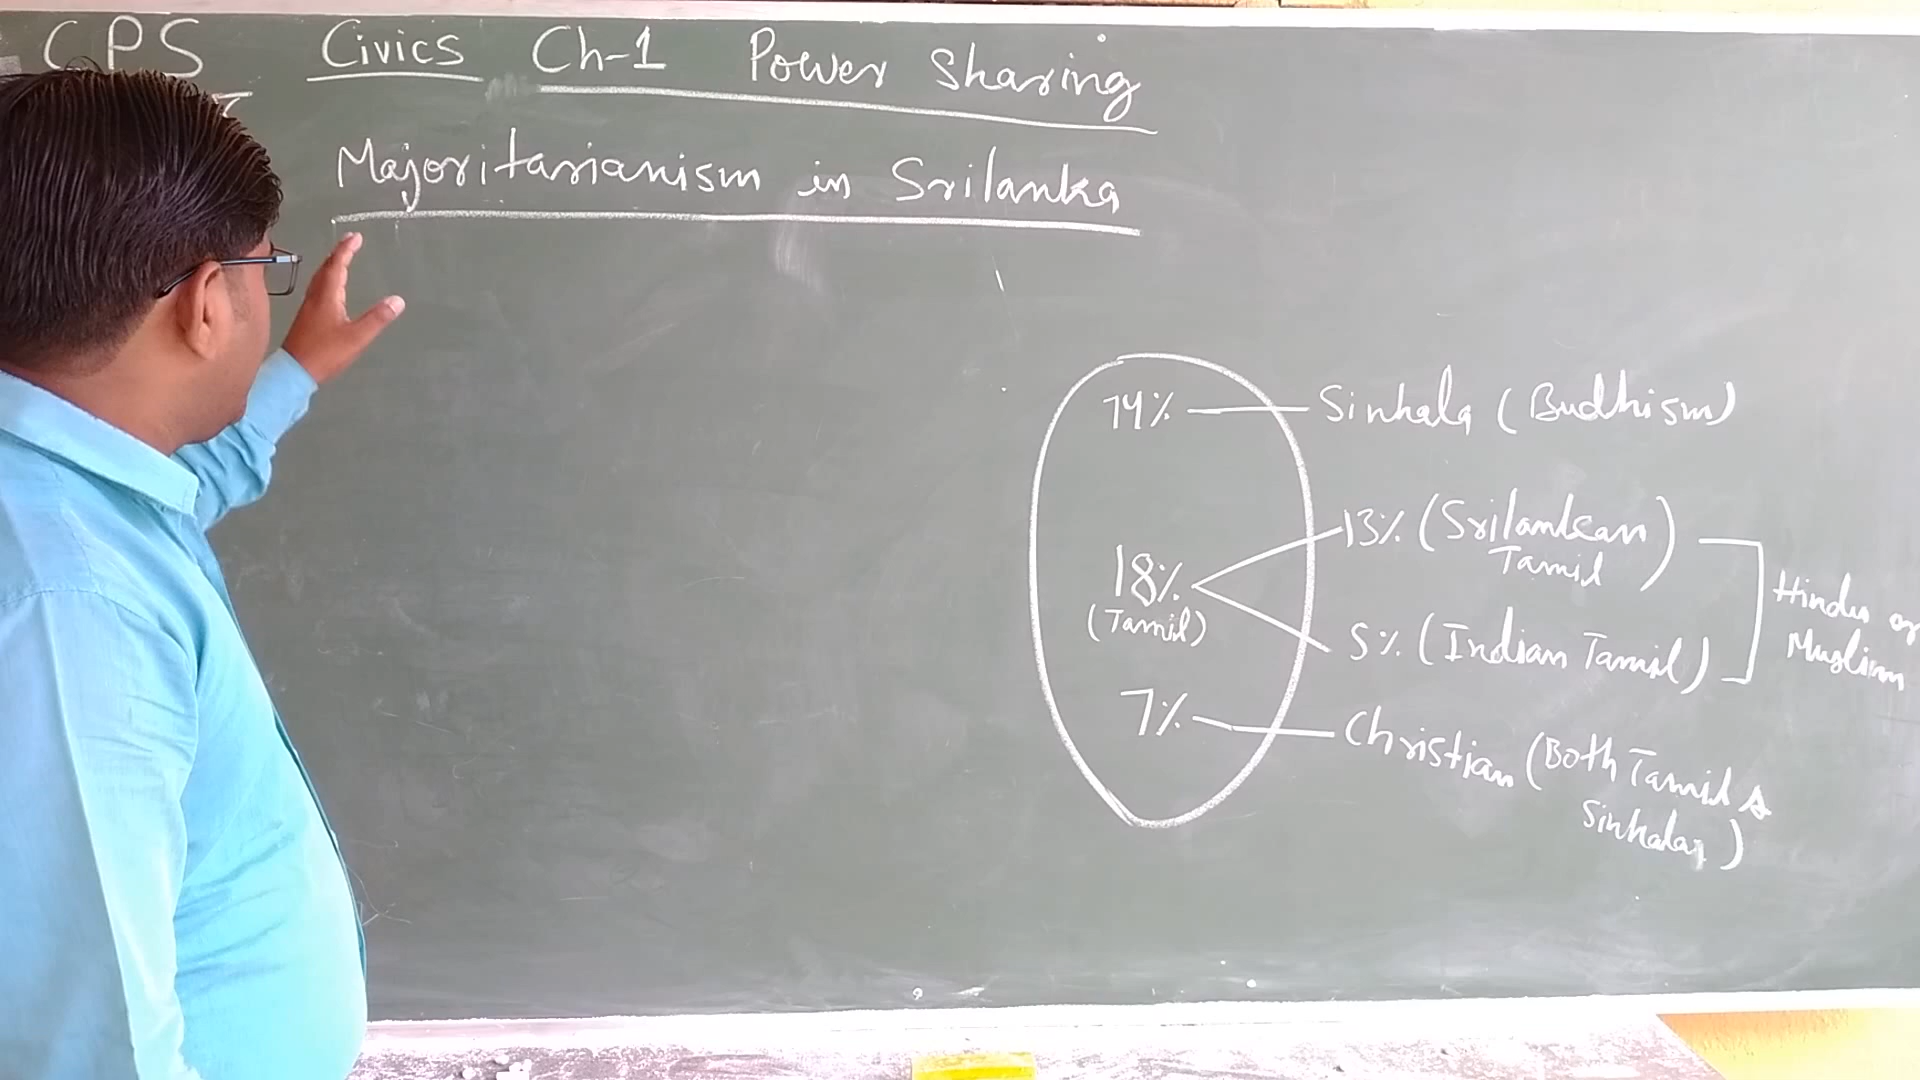 CPS Civics Ch-1 Power Sharing
Majoritarianism in Srilanka
74% Sinhala (Budhism)
18% (Tamil)
13% (Srilankan Tamil)
5% (Indian Tamil)
Hindu or
Muslim
7% Christian (Both Tamil &
Sinhala)